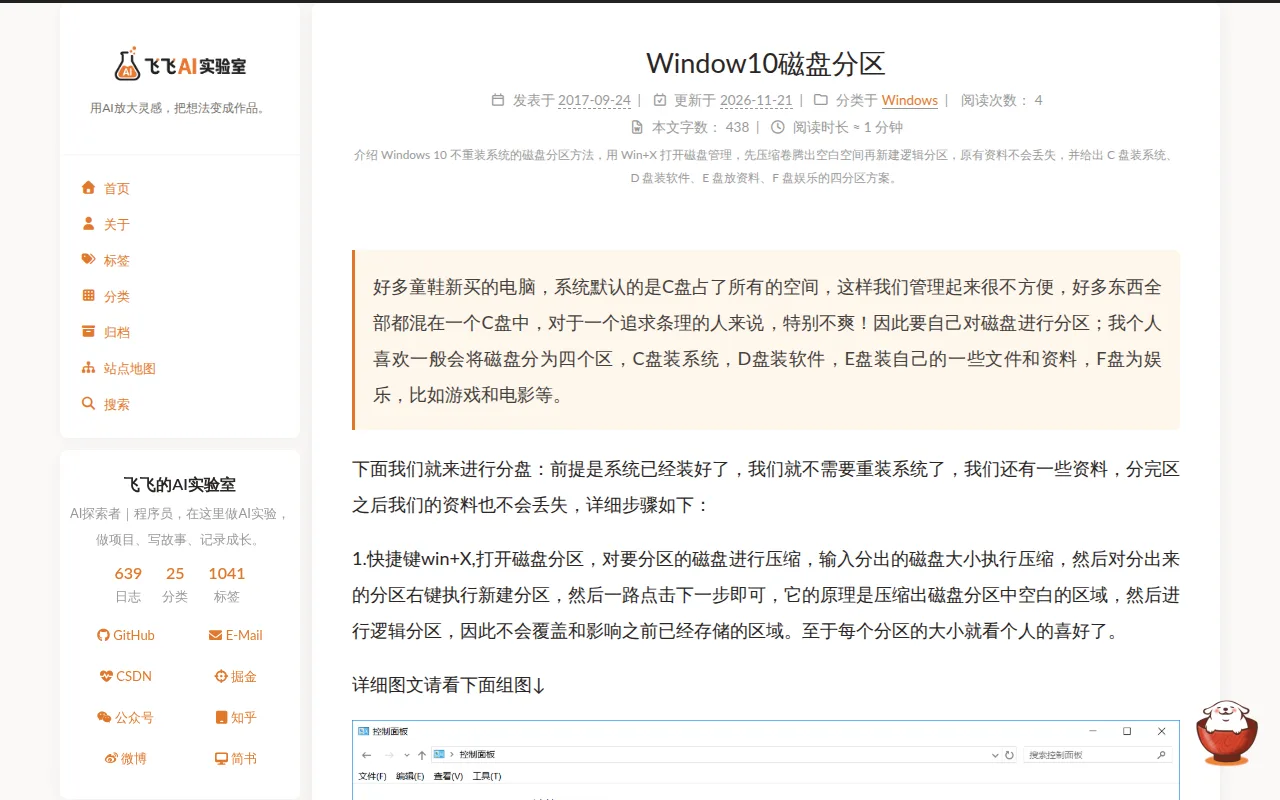 飞飞AI实验室
用AI放大灵感，把想法变成作品。
首页
关于
标签
分类
归档
站点地图
搜索
飞飞的AI实验室
AI探索者｜程序员，在这里做AI实验，
做项目、写故事、记录成长。
639 25 1041
日志 分类 标签
GitHub E-Mail
CSDN 掘金
公众号 知乎
微博 简书
Window10磁盘分区
发表于 2017-09-24 | 更新于 2026-11-21 | 分类于 Windows | 阅读次数： 4
本文字数： 438 | 阅读时长 ≈ 1 分钟
介绍 Windows 10 不重装系统的磁盘分区方法，用 Win+X 打开磁盘管理，先压缩卷腾出空白空间再新建逻辑分区，原有资料不会丢失，并给出 C 盘装系统、
D 盘装软件、E 盘放资料、F 盘娱乐的四分区方案。
好多童鞋新买的电脑，系统默认的是C盘占了所有的空间，这样我们管理起来很不方便，好多东西全
部都混在一个C盘中，对于一个追求条理的人来说，特别不爽！因此要自己对磁盘进行分区；我个人
喜欢一般会将磁盘分为四个区，C盘装系统，D盘装软件，E盘装自己的一些文件和资料，F盘为娱
乐，比如游戏和电影等。
下面我们就来进行分盘：前提是系统已经装好了，我们就不需要重装系统了，我们还有一些资料，分完区
之后我们的资料也不会丢失，详细步骤如下：
1.快捷键win+X,打开磁盘分区，对要分区的磁盘进行压缩，输入分出的磁盘大小执行压缩，然后对分出来
的分区右键执行新建分区，然后一路点击下一步即可，它的原理是压缩出磁盘分区中空白的区域，然后进
行逻辑分区，因此不会覆盖和影响之前已经存储的区域。至于每个分区的大小就看个人的喜好了。
详细图文请看下面组图↓
控制面板
控制面板 搜索控制面板
文件(F) 编辑(E) 查看(V) 工具(T)